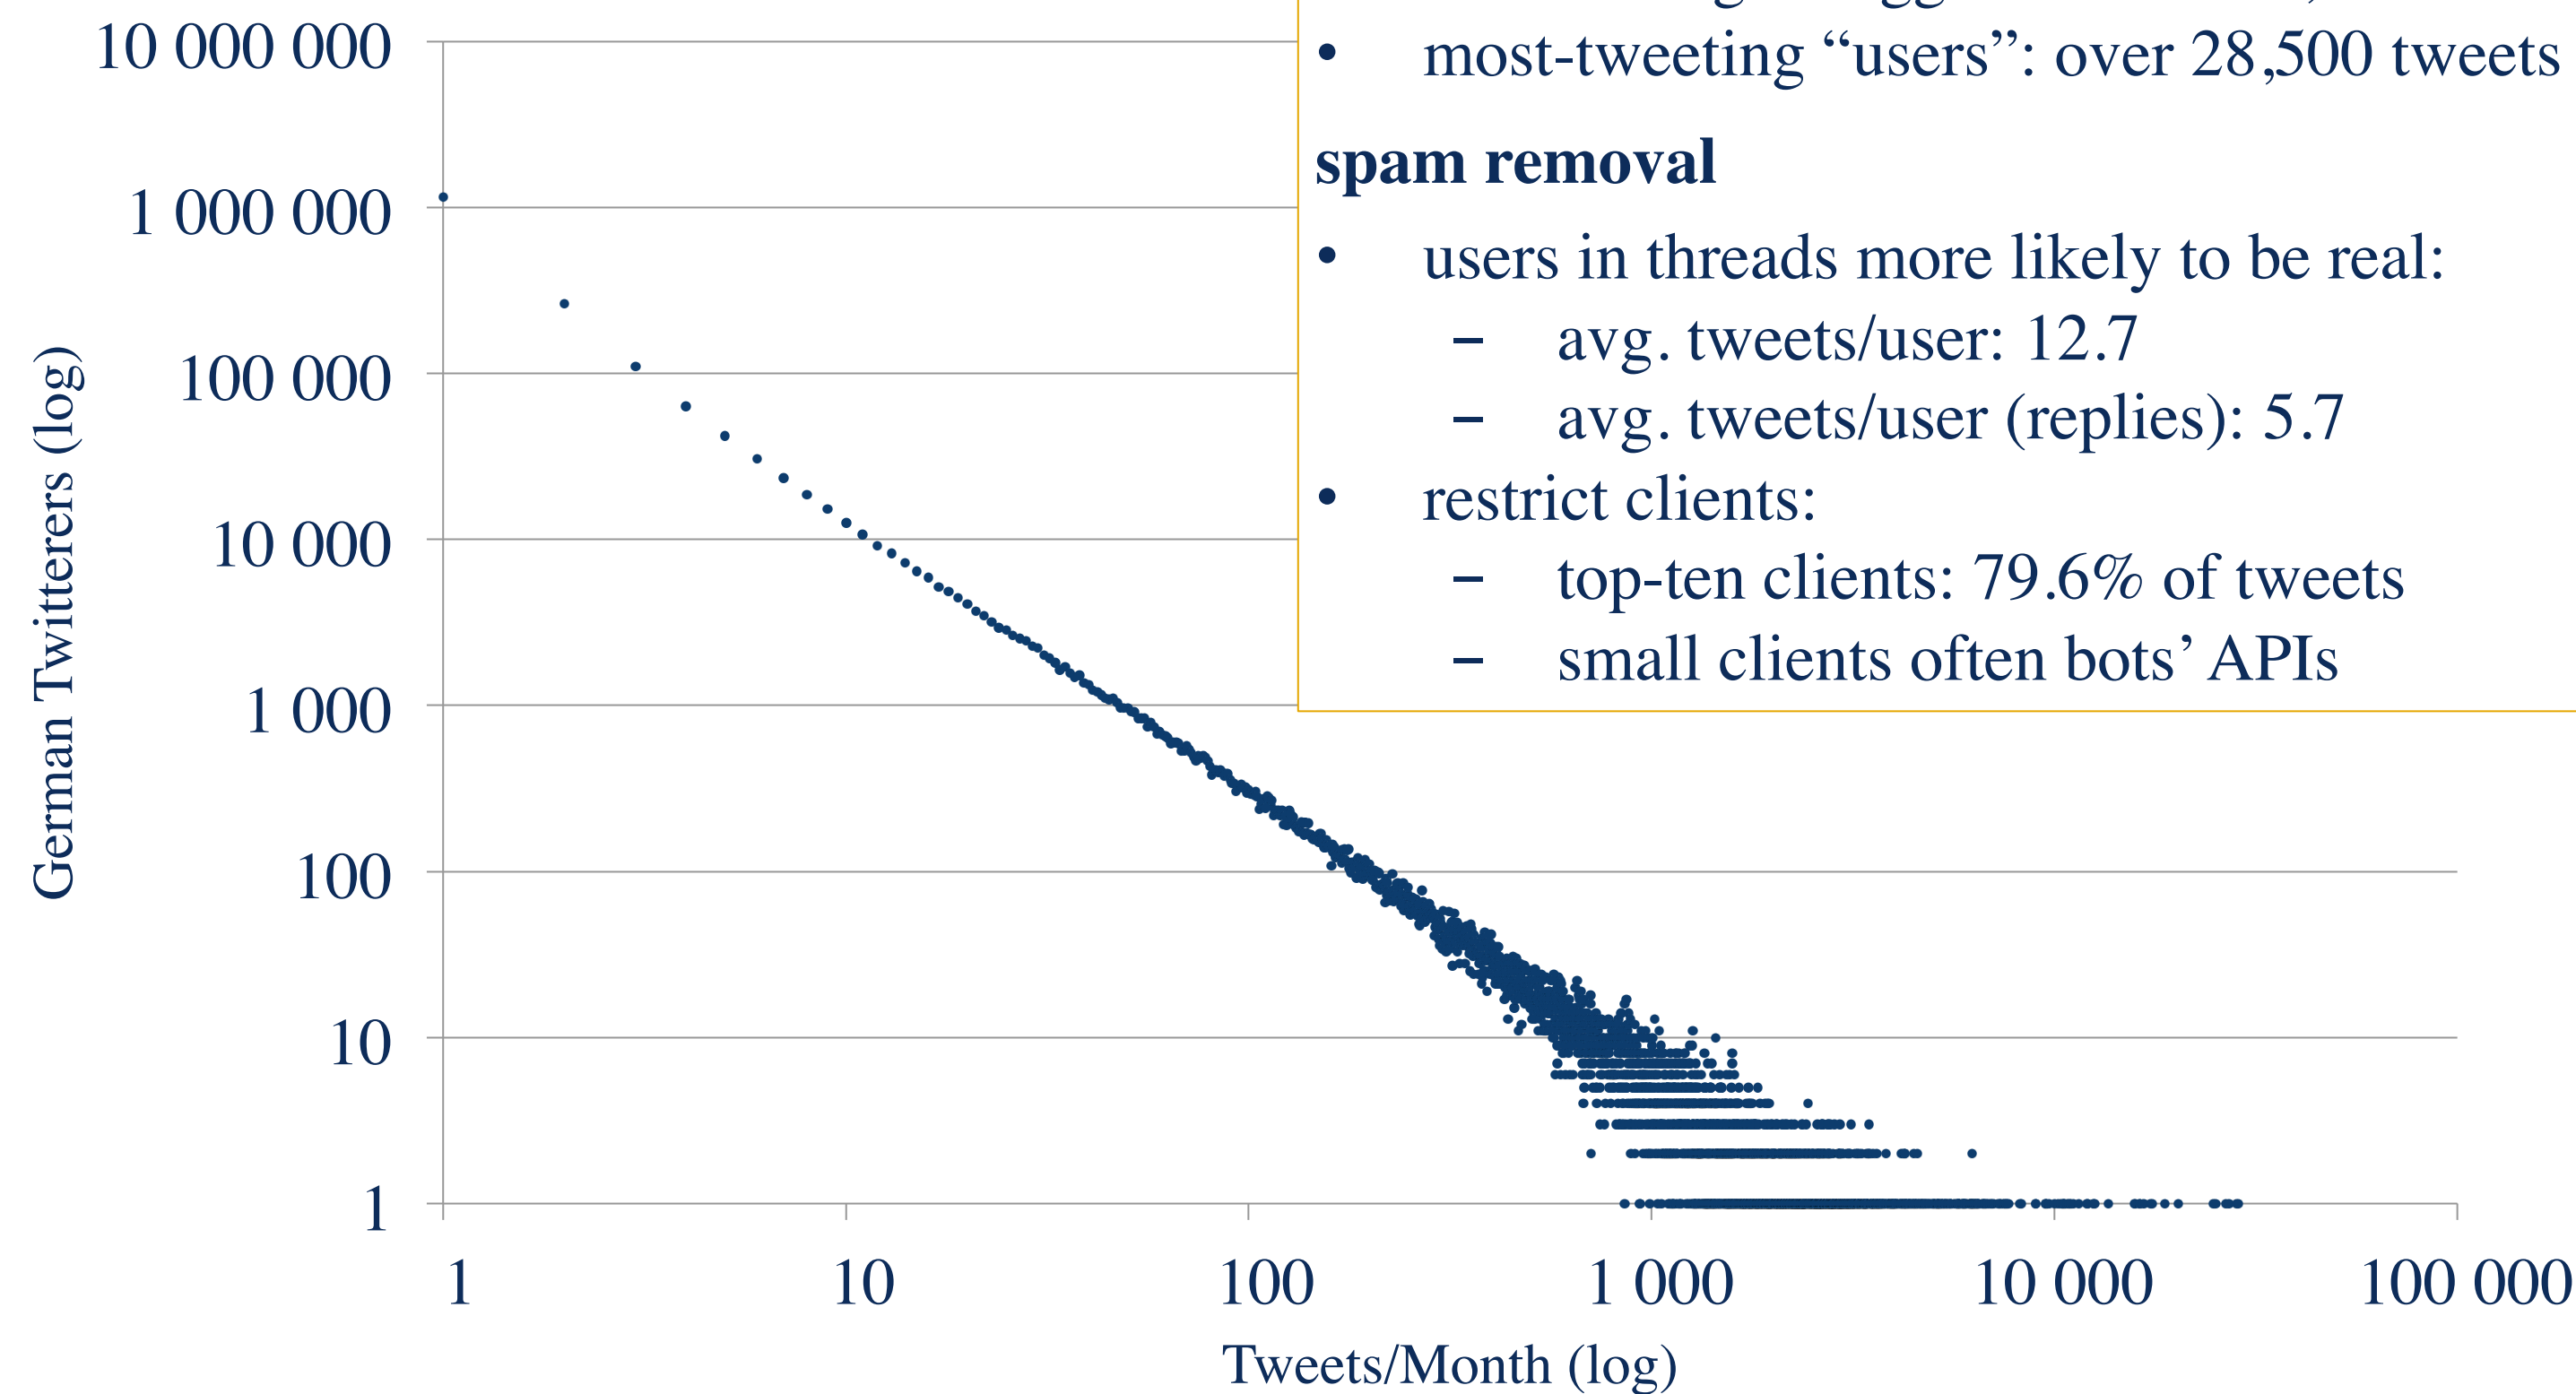 • most-tweeting “users”: over 28,500 tweets
spam removal
• users in threads more likely to be real:
– avg. tweets/user: 12.7
– avg. tweets/user (replies): 5.7
• restrict clients:
– top-ten clients: 79.6% of tweets
– small clients often bots’ APIs
German Twitterers (log)
10 000 000
1 000 000
100 000
10 000
1 000
100
10
1
1 10 100 1 000 10 000 100 000
Tweets/Month (log)